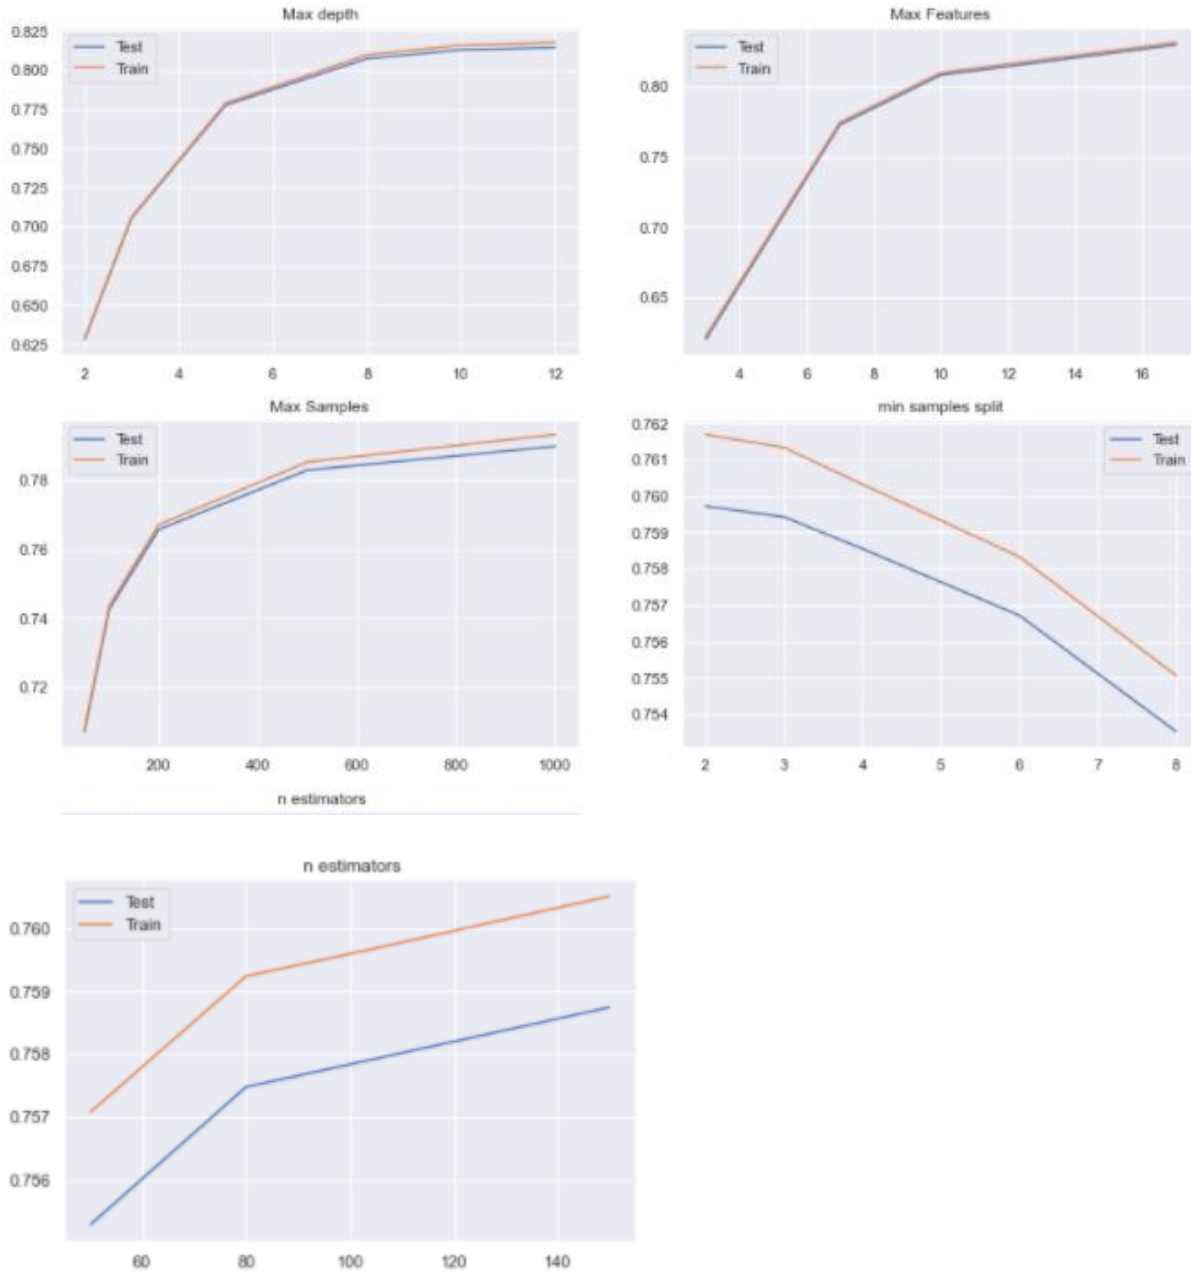 Max depth
Test
Train
0.825
0.800
0.775
0.750
0.725
0.700
0.675
0.650
0.625
2 4 6 8 10 12
Max Features
Test
Train
0.80
0.75
0.70
0.65
4 6 8 10 12 14 16
Max Samples
Test
Train
0.78
0.76
0.74
0.72
200 400 600 800 1000
min samples split
Test
Train
0.762
0.761
0.760
0.759
0.758
0.757
0.756
0.755
0.754
2 3 4 5 6 7 8
n estimators
n estimators
Test
Train
0.760
0.759
0.758
0.757
0.756
60 80 100 120 140